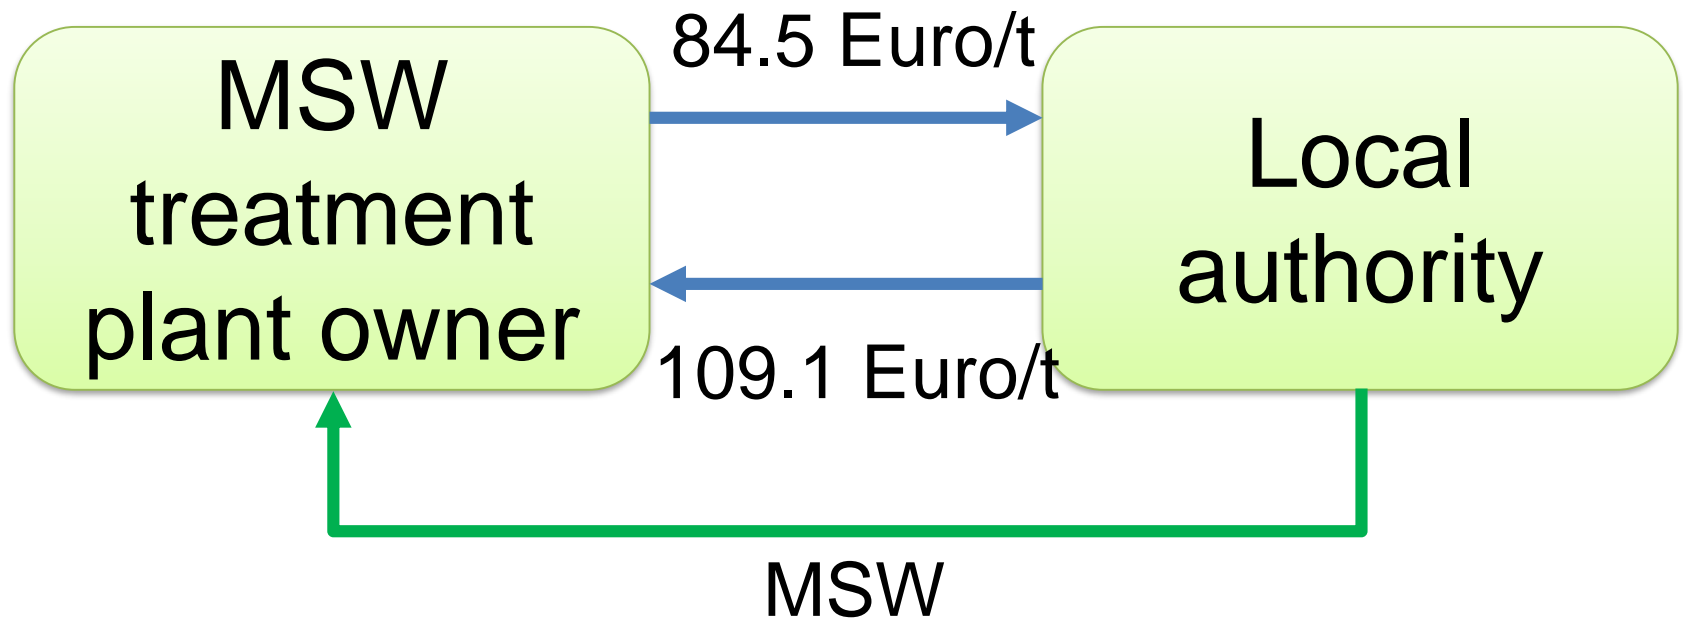 MSW
treatment
plant owner
84.5 Euro/t
109.1 Euro/t
Local
authority
MSW